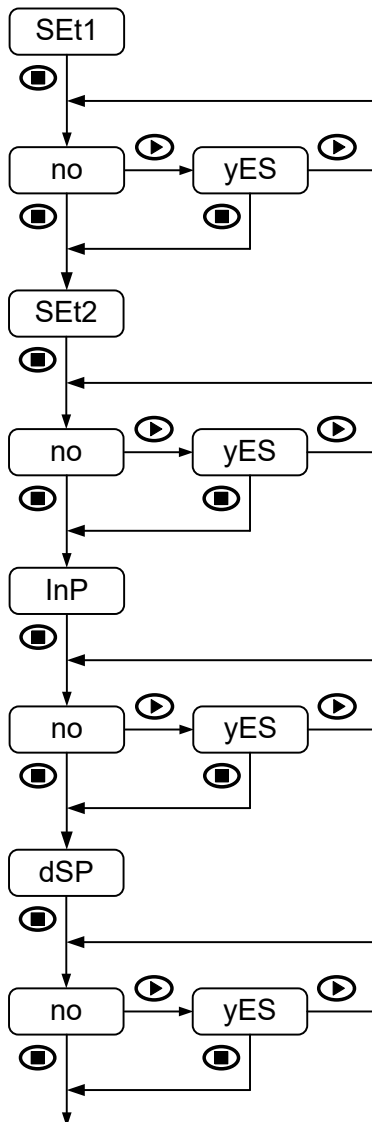 SEt1
no yES
SEt2
no yES
InP
no yES
dSP
no yES